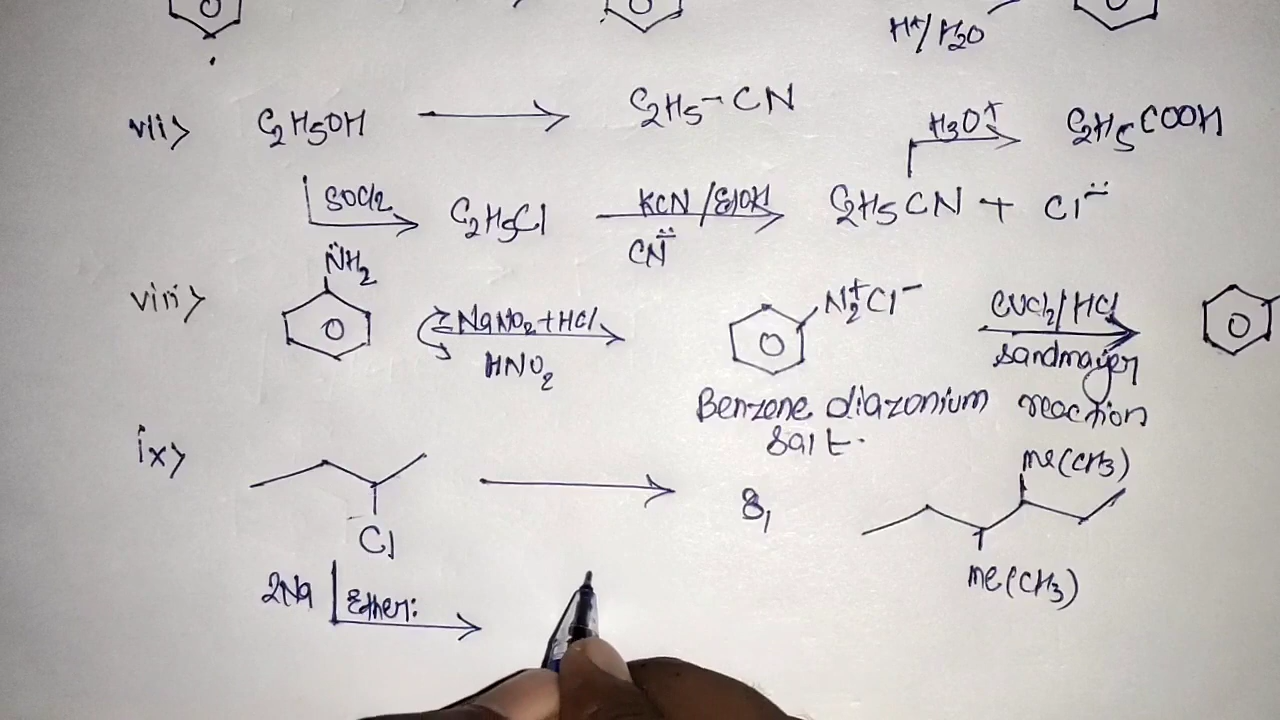 H+/H2O
vii> C2H5OH → C2H5-CN
SOCl2 → C2H5Cl KCN/EtOH → C2H5CN + Cl⁻ H3O+ → C2H5COOH
CN⁻
NH2
viii> NaNO2+HCl → N2+Cl⁻ CuCl2/HCl →
HNO2 Sandmayer
Benzene diazonium reaction
salt.
ix> → 8, me(CH3)
Cl
me(CH3)
2Na Ether: →